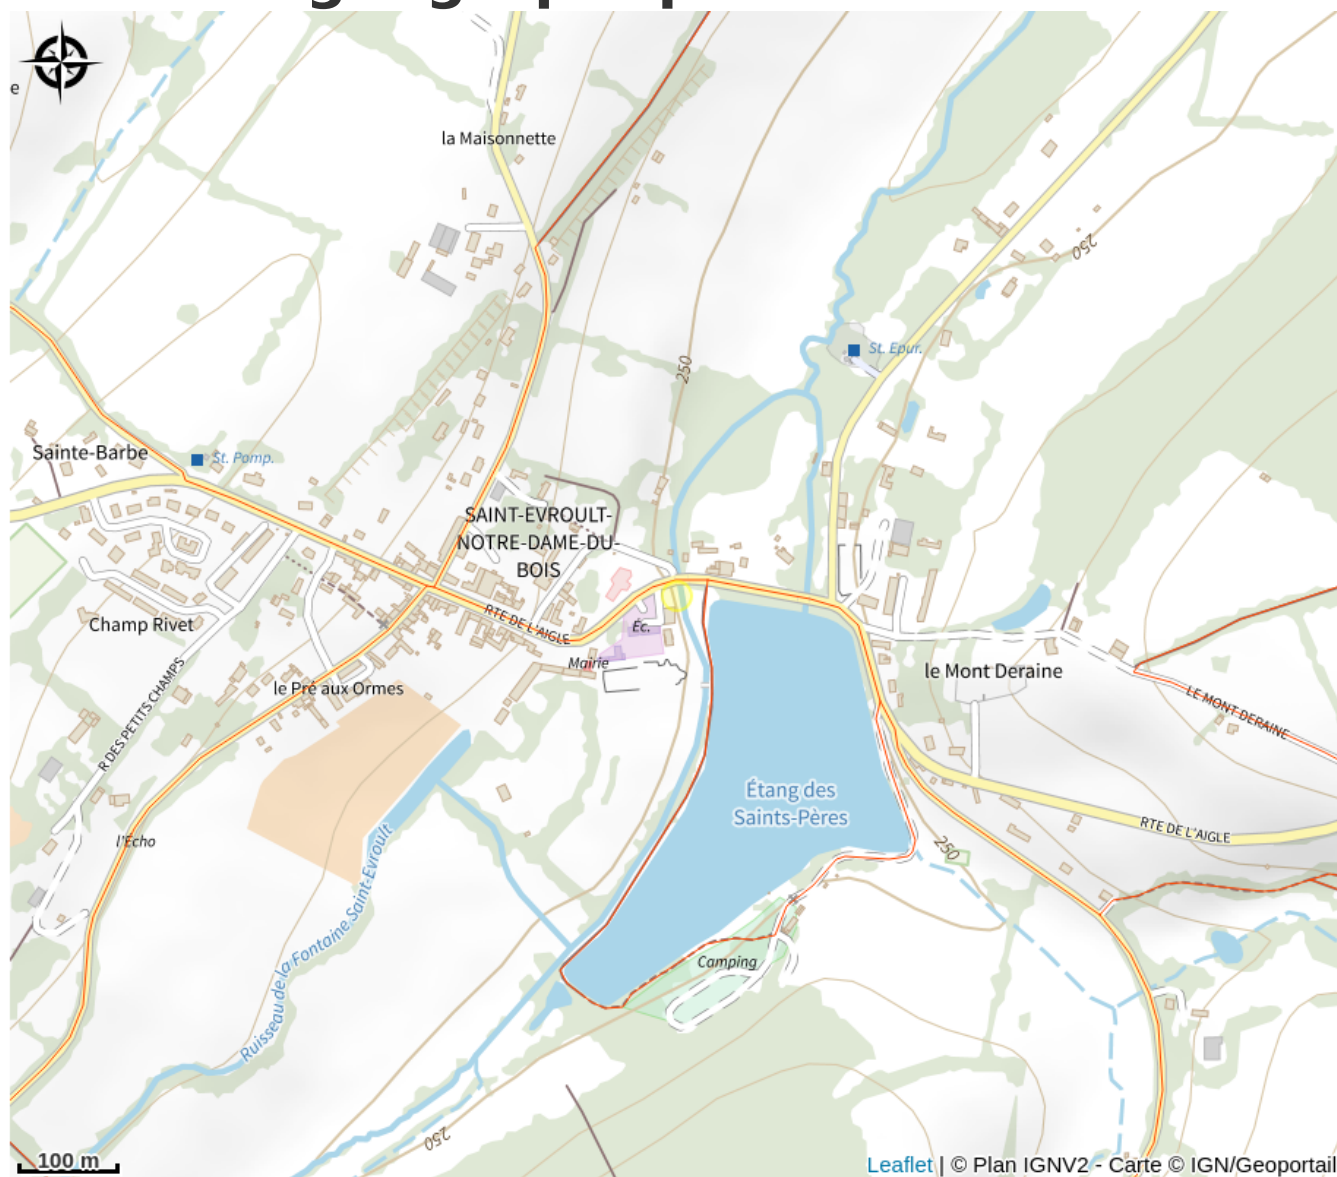 e
la Maisonnette
250
St. Epur.
250
Sainte-Barbe
St. Pomp.
SAINT-EVROULT-
NOTRE-DAME-DU-
BOIS
RTE DE L'AIGLE
Éc.
Mairie
Champ Rivet
le Pré aux Ormes
R DES PETITS CHAMPS
le Mont Deraine
LE MONT DERAINE
Étang des
Saints-Pères
RTE DE L'AIGLE
250
l'Echo
Ruisseau de la Fontaine Saint-Evroult
Camping
250
100 m
Leaflet | © Plan IGNV2 - Carte © IGN/Geoportail